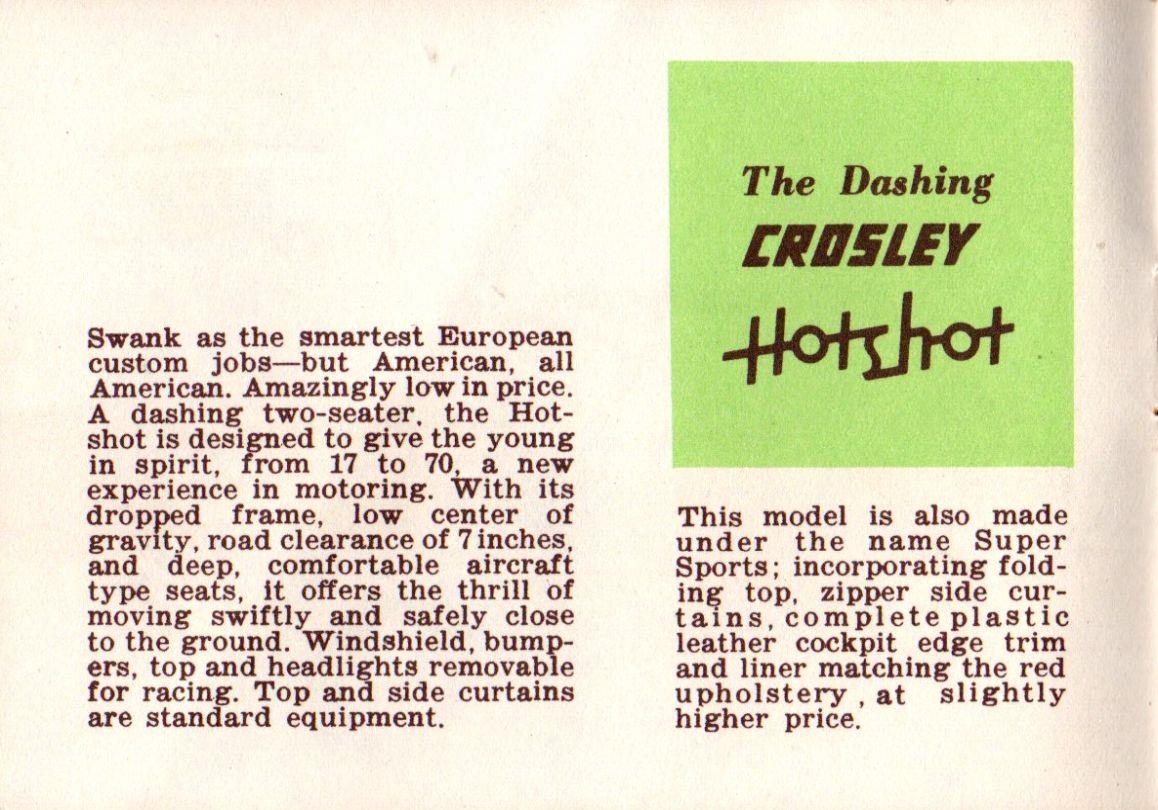 Swank as the smartest European
custom jobs—but American, all
American. Amazingly low in price.
A dashing two-seater, the Hot-
shot is designed to give the young
in spirit, from 17 to 70, a new
experience in motoring. With its
dropped frame, low center of
gravity, road clearance of 7 inches,
and deep, comfortable aircraft
type seats, it offers the thrill of
moving swiftly and safely close
to the ground. Windshield, bump-
ers, top and headlights removable
for racing. Top and side curtains
are standard equipment.
The Dashing
CROSLEY
Hotshot
This model is also made
under the name Super
Sports; incorporating fold-
ing top, zipper side cur-
tains, complete plastic
leather cockpit edge trim
and liner matching the red
upholstery , at slightly
higher price.